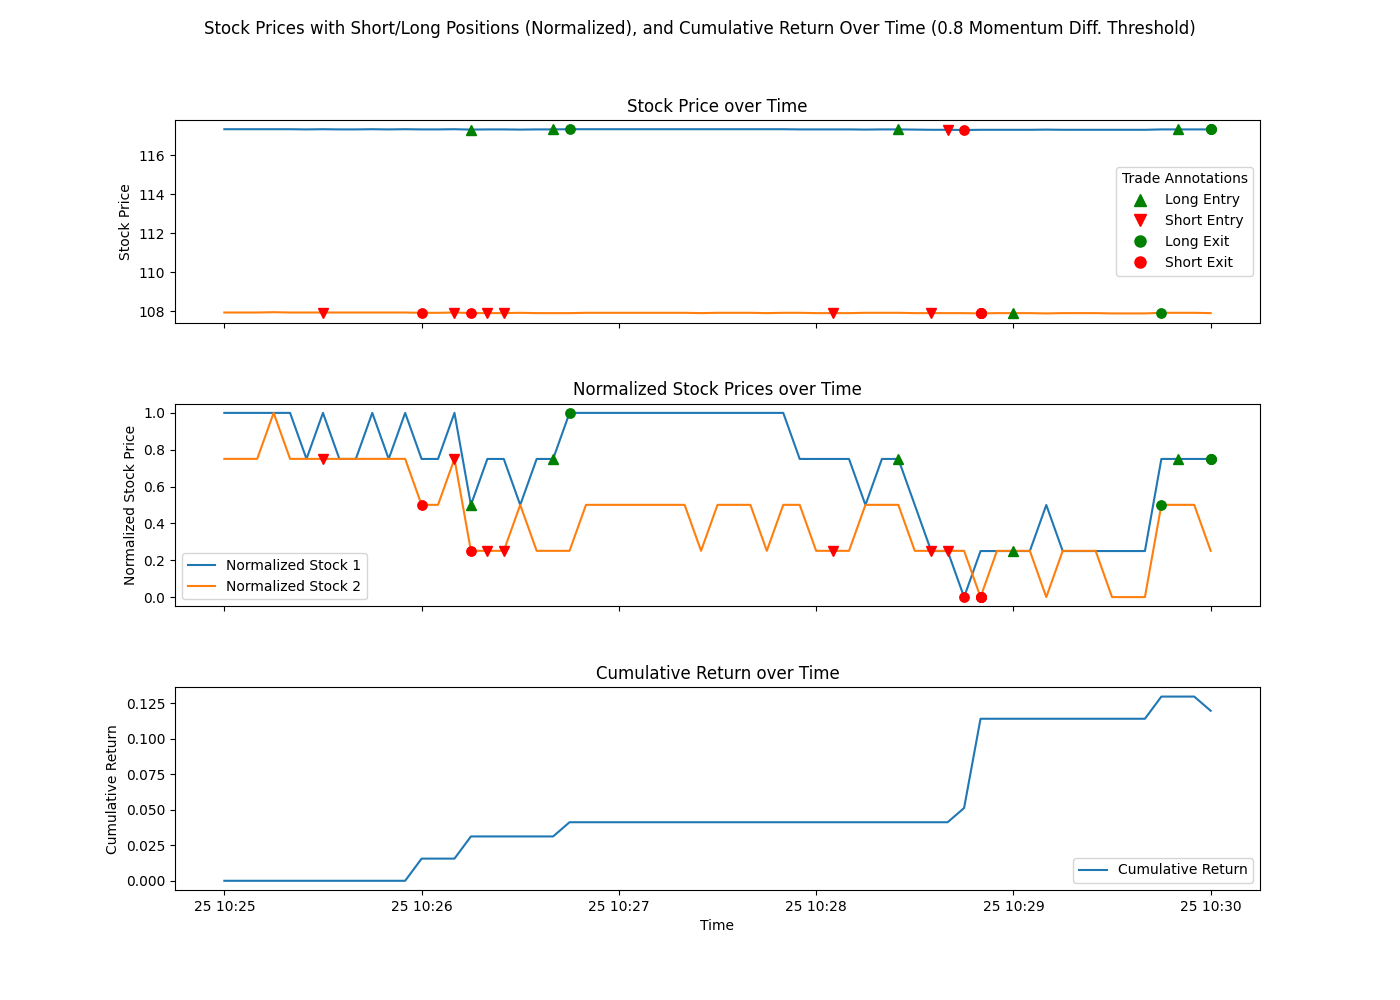 Stock Prices with Short/Long Positions (Normalized), and Cumulative Return Over Time (0.8 Momentum Diff. Threshold)
Stock Price over Time
Stock Price
116
114
112
110
108
Trade Annotations
Long Entry
Short Entry
Long Exit
Short Exit
Normalized Stock Prices over Time
Normalized Stock Price
1.0
0.8
0.6
0.4
0.2
0.0
Normalized Stock 1
Normalized Stock 2
Cumulative Return over Time
Cumulative Return
0.125
0.100
0.075
0.050
0.025
0.000
Cumulative Return
25 10:25
25 10:26
25 10:27
25 10:28
25 10:29
25 10:30
Time